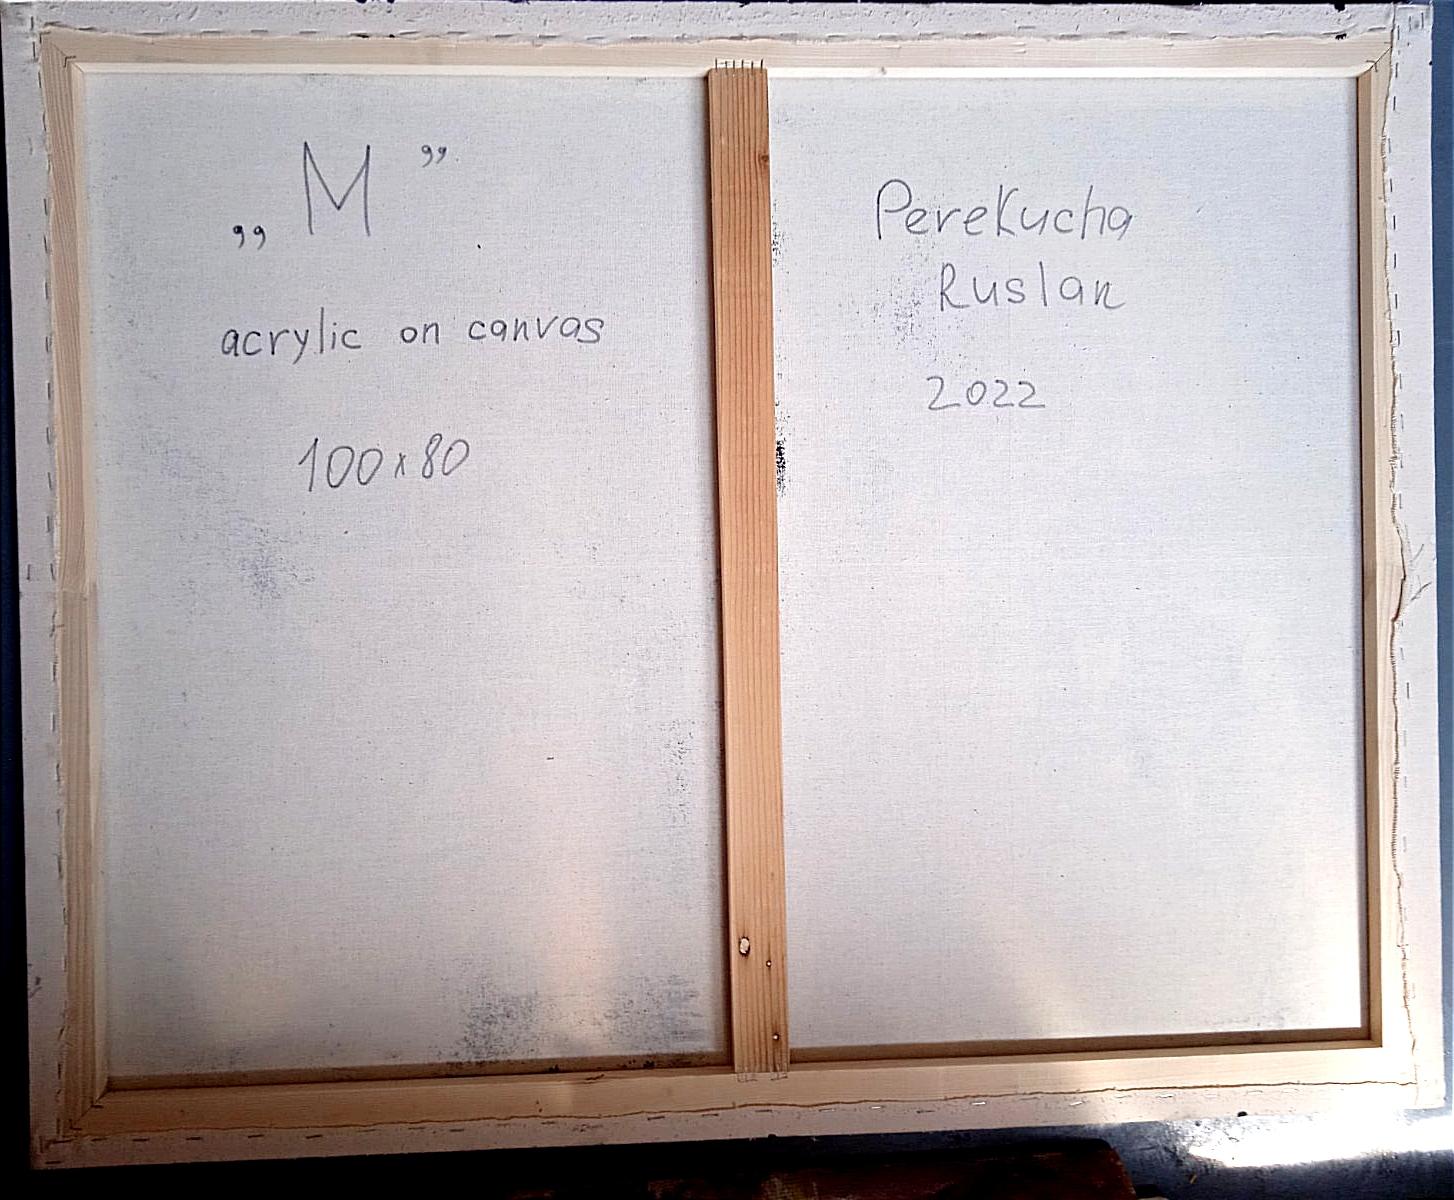 „M”
acrylic on canvas
100x80
Perekucha
Ruslan
2022